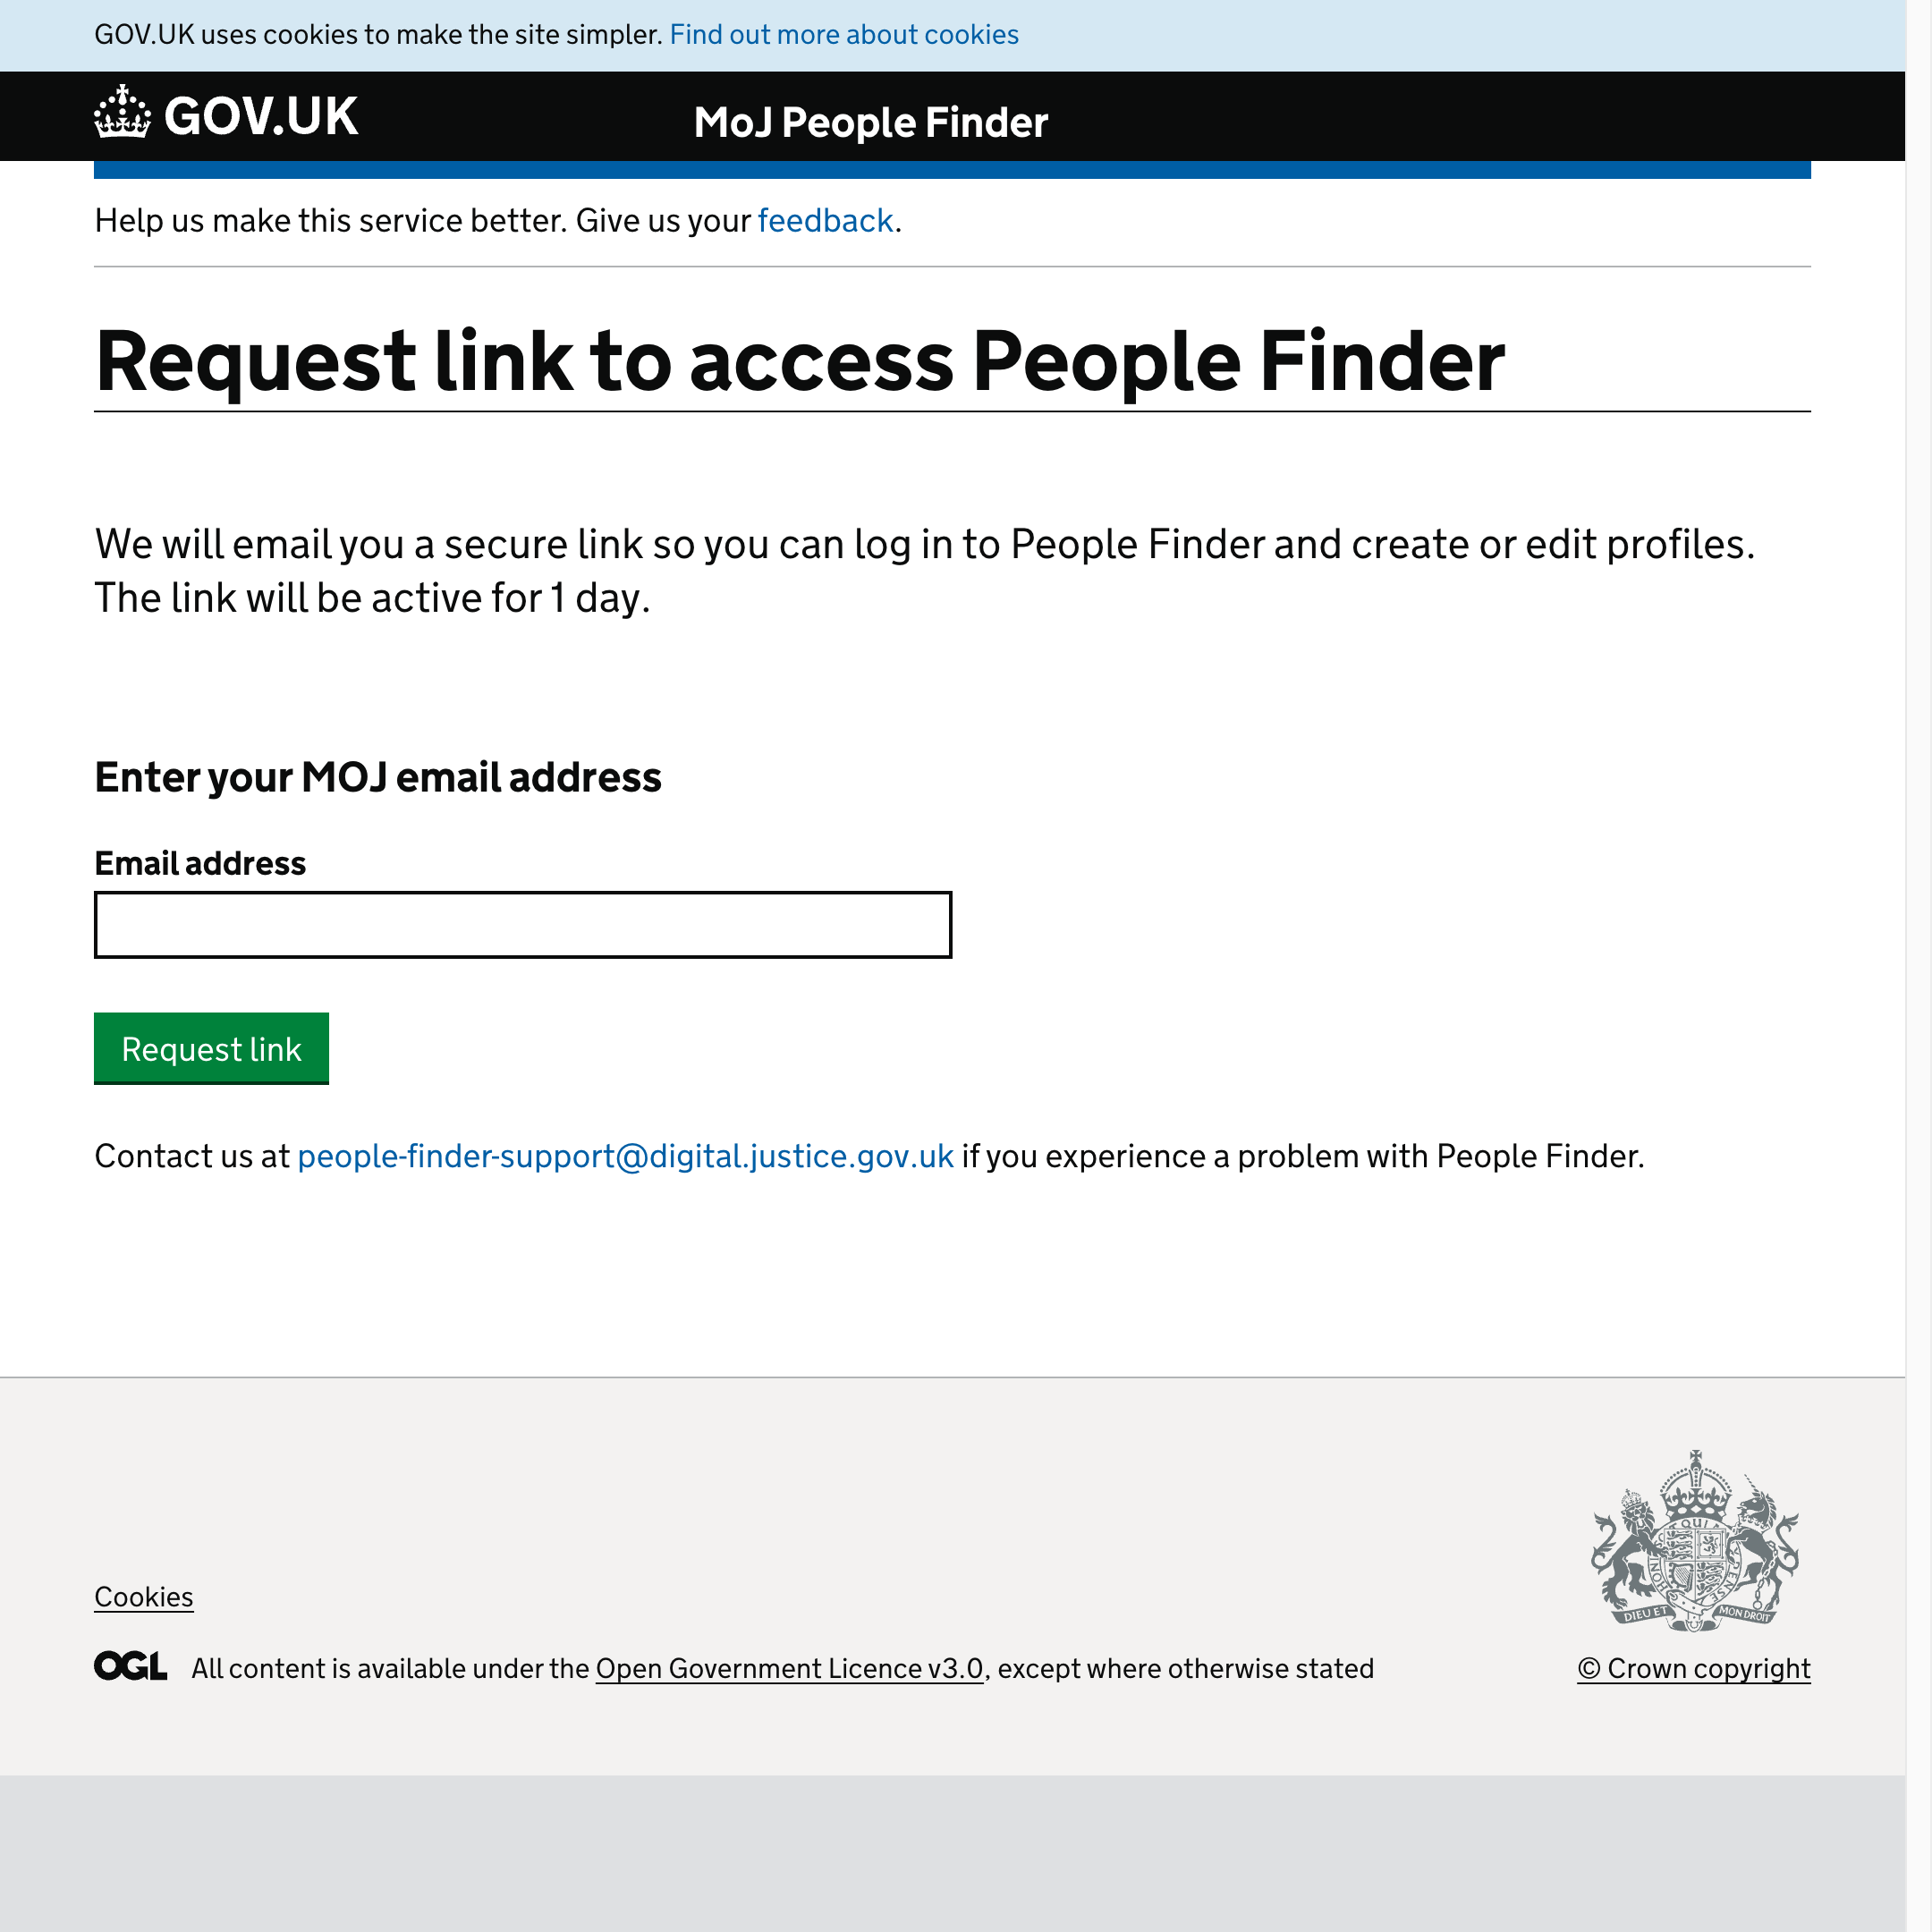 GOV.UK uses cookies to make the site simpler. Find out more about cookies
GOV.UK
MoJ People Finder
Help us make this service better. Give us your feedback.
Request link to access People Finder
We will email you a secure link so you can log in to People Finder and create or edit profiles.
The link will be active for 1 day.
Enter your MOJ email address
Email address
Request link
Contact us at people-finder-support@digital.justice.gov.uk if you experience a problem with People Finder.
DIEU ET MON DROIT
Cookies
OGL All content is available under the Open Government Licence v3.0, except where otherwise stated
© Crown copyright